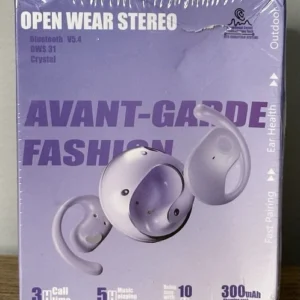 OPEN WEAR STEREO
Bluetooth V5.4
OWS-31
Crystal
Outdoor
Ear Health
Fast Pairing
AVANT-GARDE
FASHION
3H Call
5H Music
10
300mAh